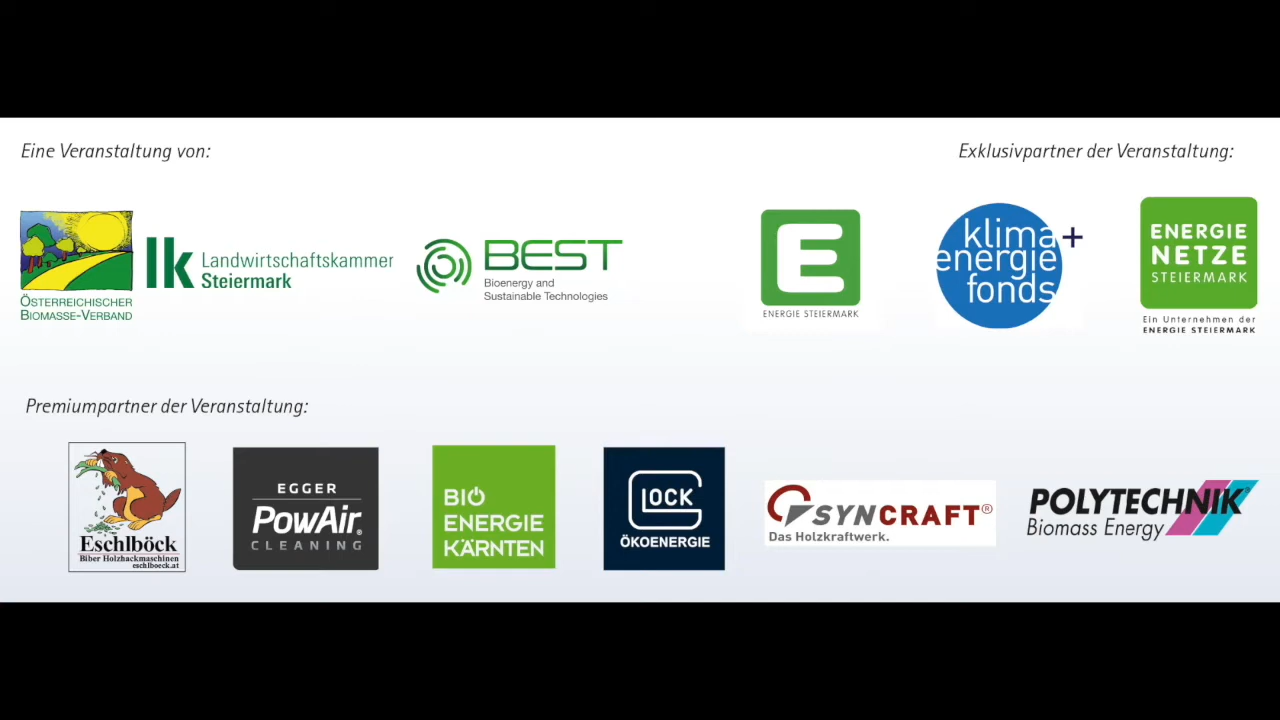 Eine Veranstaltung von:
Exklusivpartner der Veranstaltung:
ÖSTERREICHISCHER
BIOMASSE-VERBAND
lk Landwirtschaftskammer
Steiermark
BEST
Bioenergy and
Sustainable Technologies
E
ENERGIE STEIERMARK
klima+
energie
fonds
ENERGIE
NETZE
STEIERMARK
Ein Unternehmen der
ENERGIE STEIERMARK
Premiumpartner der Veranstaltung:
Eschlböck
Biber Holzhackmaschinen
eschlboeck.at
EGGER
PowAir®
CLEANING
BIO
ENERGIE
KÄRNTEN
GLOCK
ÖKOENERGIE
SYNCRAFT®
Das Holzkraftwerk.
POLYTECHNIK®
Biomass Energy